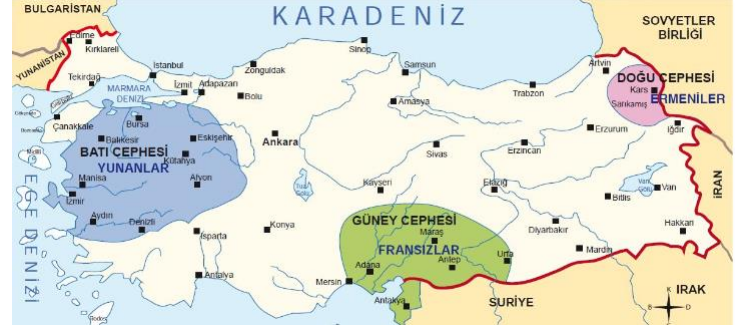 BULGARİSTAN
KARADENİZ
SOVYETLER
BİRLİĞİ
YUNANİSTAN
Edirne
Kırklareli
Tekirdağ
İstanbul
MARMARA
DENİZİ
İzmit
Adapazarı
Zonguldak
Bolu
Sinop
Samsun
Amasya
Trabzon
Artvin
DOĞU CEPHESİ
Kars
ERMENİLER
Sarıkamış
Iğdır
Çanakkale
Bursa
Balıkesir
Eskişehir
BATI CEPHESİ
Kütahya
YUNANLAR
Manisa
Afyon
İzmir
Aydın
Denizli
Isparta
Antalya
Ankara
Konya
Sivas
Kayseri
Erzincan
Erzurum
Elazığ
Van
Gölü
Van
Bitlis
Diyarbakır
Hakkari
Mardin
GÜNEY CEPHESİ
Maraş
FRANSIZLAR
Adana
Antep
Urfa
Mersin
Antakya
EGE DENİZİ
Rodos
SURİYE
IRAK
İRAN
K
B
D